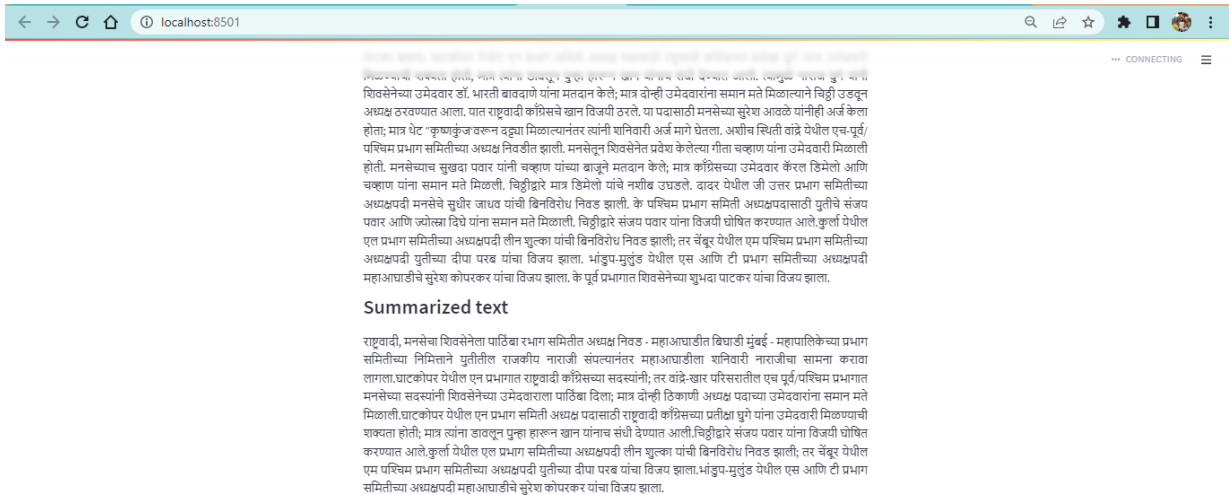 localhost:8501
CONNECTING
शिवसेनेच्या उमेदवार डॉ. भारती बावदाणे यांना मतदान केले; मात्र दोन्ही उमेदवारांना समान मते मिळाल्याने चिठ्ठी उडवून
अध्यक्ष ठरवण्यात आला. यात राष्ट्रवादी काँग्रेसचे खान विजयी ठरले. या पदासाठी मनसेच्या सुरेश आवळे यांनीही अर्ज केला
होता; मात्र थेट "कृष्णकुंज'वरून दट्ट्या मिळाल्यानंतर त्यांनी शनिवारी अर्ज मागे घेतला. अशीच स्थिती वांद्रे येथील एच-पूर्व/
पश्चिम प्रभाग समितीच्या अध्यक्ष निवडीत झाली. मनसेतून शिवसेनेत प्रवेश केलेल्या गीता चव्हाण यांना उमेदवारी मिळाली
होती. मनसेच्याच सुखदा पवार यांनी चव्हाण यांच्या बाजूने मतदान केले; मात्र काँग्रेसच्या उमेदवार कॅरल डिमेलो आणि
चव्हाण यांना समान मते मिळली. चिठ्ठीद्वारे मात्र डिमेलो यांचे नशीब उघडले. दादर येथील जी उत्तर प्रभाग समितीच्या
अध्यक्षपदी मनसेचे सुधीर जाधव यांची बिनविरोध निवड झाली. के पश्चिम प्रभाग समिती अध्यक्षपदासाठी युतीचे संजय
पवार आणि ज्योत्स्ना दिघे यांना समान मते मिळाली. चिठ्ठीद्वारे संजय पवार यांना विजयी घोषित करण्यात आले.कुर्ला येथील
एल प्रभाग समितीच्या अध्यक्षपदी लीन शुल्का यांची बिनविरोध निवड झाली; तर चेंबूर येथील एम पश्चिम प्रभाग समितीच्या
अध्यक्षपदी युतीच्या दीपा परब यांचा विजय झाला. भांडुप-मुलुंड येथील एस आणि टी प्रभाग समितीच्या अध्यक्षपदी
महाआघाडीचे सुरेश कोपरकर यांचा विजय झाला. के पूर्व प्रभागात शिवसेनेच्या शुभदा पाटकर यांचा विजय झाला.
Summarized text
राष्ट्रवादी, मनसेचा शिवसेनेला पाठिंबा रभाग समितीत अध्यक्ष निवड - महाआघाडीत बिघाडी मुंबई - महापालिकेच्या प्रभाग
समितीच्या निमित्ताने युतीतील राजकीय नाराजी संपल्यानंतर महाआघाडीला शनिवारी नाराजीचा सामना करावा
लागला.घाटकोपर येथील एन प्रभागात राष्ट्रवादी काँग्रेसच्या सदस्यांनी; तर वांद्रे-खार परिसरातील एच पूर्व/पश्चिम प्रभागात
मनसेच्या सदस्यांनी शिवसेनेच्या उमेदवाराला पाठिंबा दिला; मात्र दोन्ही ठिकाणी अध्यक्ष पदाच्या उमेदवारांना समान मते
मिळाली.घाटकोपर येथील एन प्रभाग समिती अध्यक्ष पदासाठी राष्ट्रवादी काँग्रेसच्या प्रतीक्षा घुगे यांना उमेदवारी मिळण्याची
शक्यता होती; मात्र त्यांना डावलून पुन्हा हारून खान यांनाच संधी देण्यात आली.चिठ्ठीद्वारे संजय पवार यांना विजयी घोषित
करण्यात आले.कुर्ला येथील एल प्रभाग समितीच्या अध्यक्षपदी लीन शुल्का यांची बिनविरोध निवड झाली; तर चेंबूर येथील
एम पश्चिम प्रभाग समितीच्या अध्यक्षपदी युतीच्या दीपा परब यांचा विजय झाला.भांडुप-मुलुंड येथील एस आणि टी प्रभाग
समितीच्या अध्यक्षपदी महाआघाडीचे सुरेश कोपरकर यांचा विजय झाला.